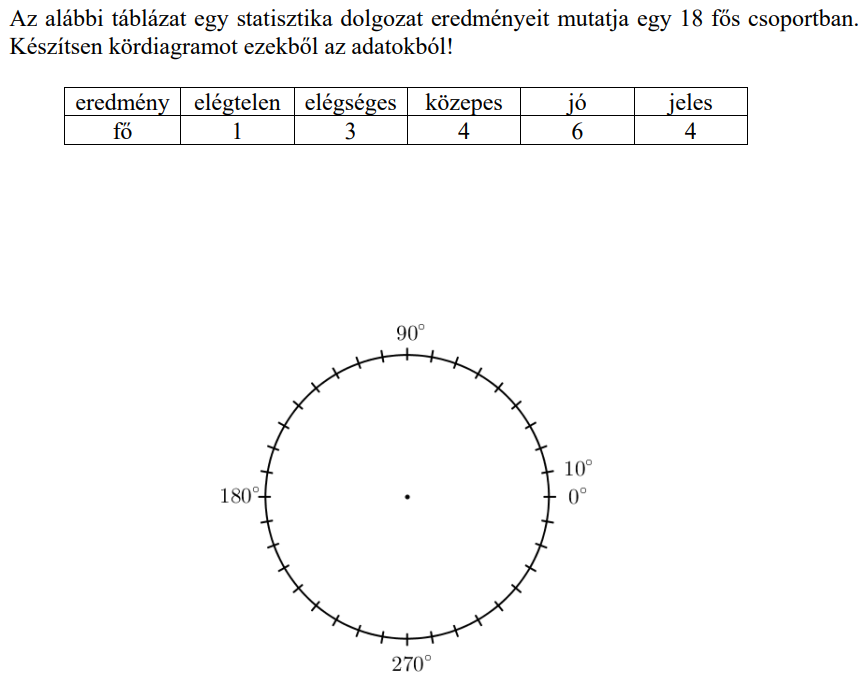 Az alábbi táblázat egy statisztika dolgozat eredményeit mutatja egy 18 fős csoportban.
Készítsen kördiagramot ezekből az adatokból!
eredmény elégtelen elégséges közepes jó jeles
fő 1 3 4 6 4
90°
10°
180° 0°
270°